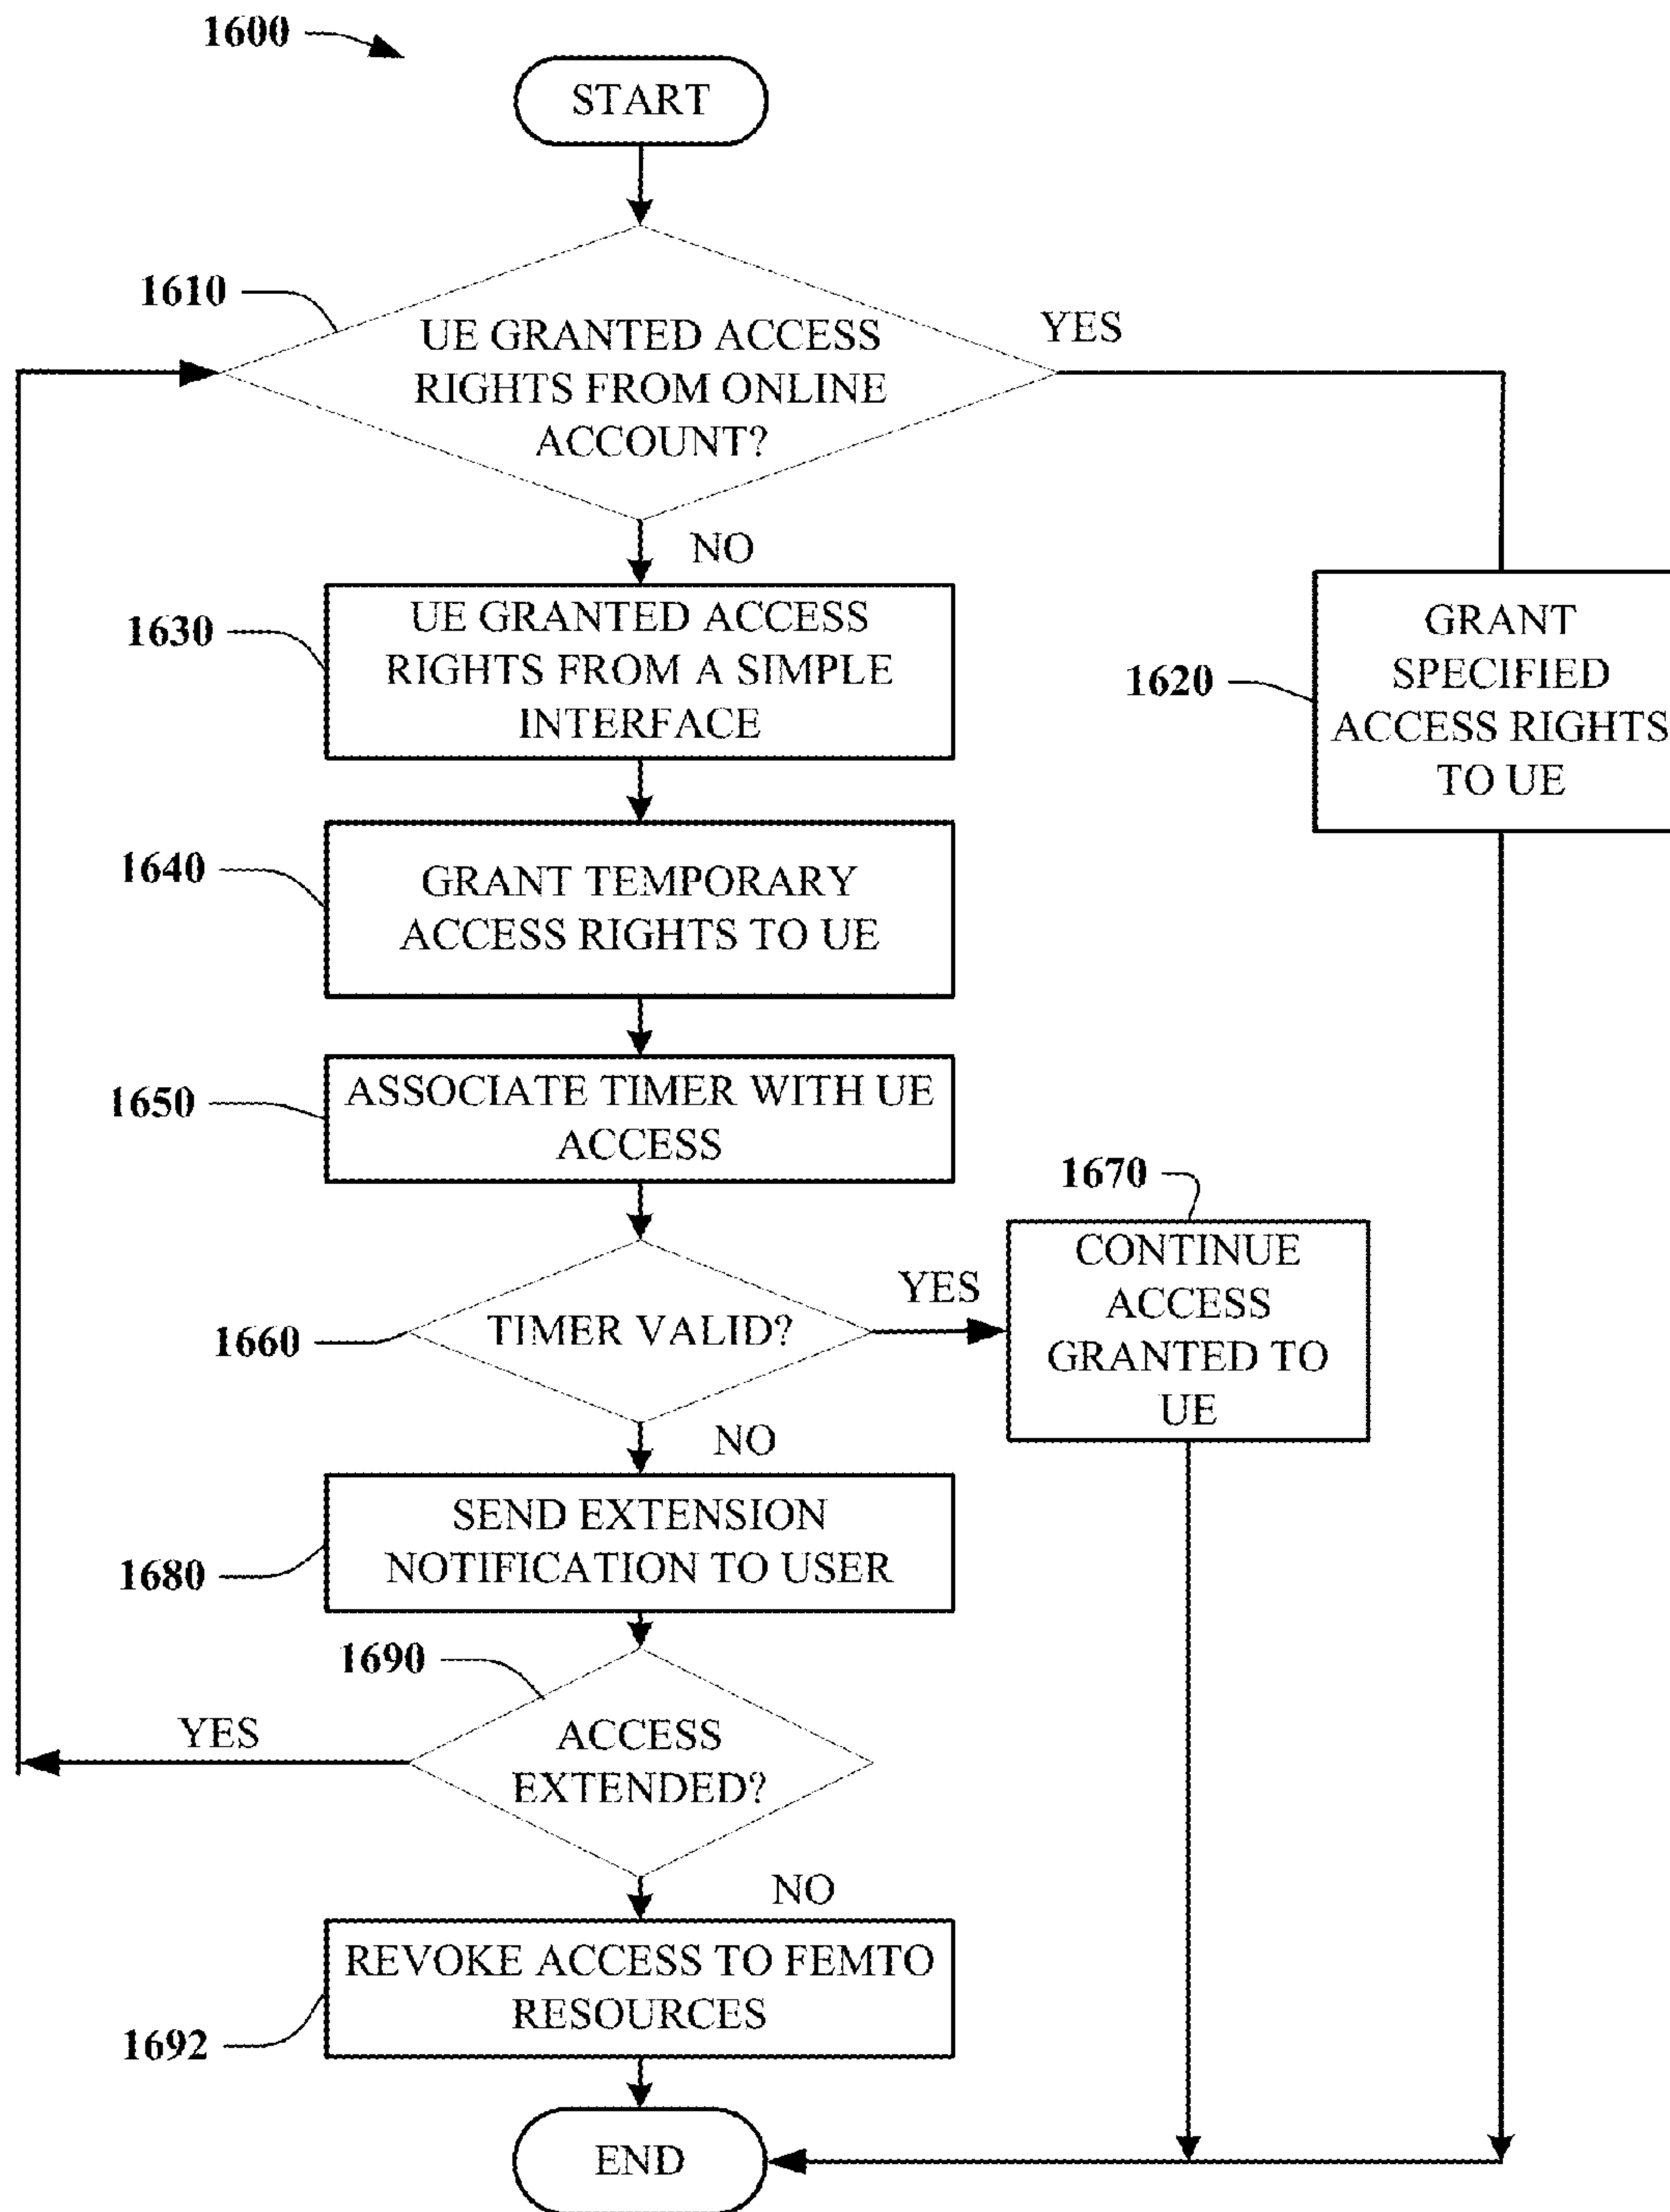 1600
START
1610
UE GRANTED ACCESS
RIGHTS FROM ONLINE
ACCOUNT?
YES
NO
1630
UE GRANTED ACCESS
RIGHTS FROM A SIMPLE
INTERFACE
1620
GRANT
SPECIFIED
ACCESS RIGHTS
TO UE
1640
GRANT TEMPORARY
ACCESS RIGHTS TO UE
1650
ASSOCIATE TIMER WITH UE
ACCESS
1660
TIMER VALID?
YES
1670
CONTINUE
ACCESS
GRANTED TO
UE
NO
1680
SEND EXTENSION
NOTIFICATION TO USER
1690
ACCESS
EXTENDED?
YES
NO
1692
REVOKE ACCESS TO FEMTO
RESOURCES
END